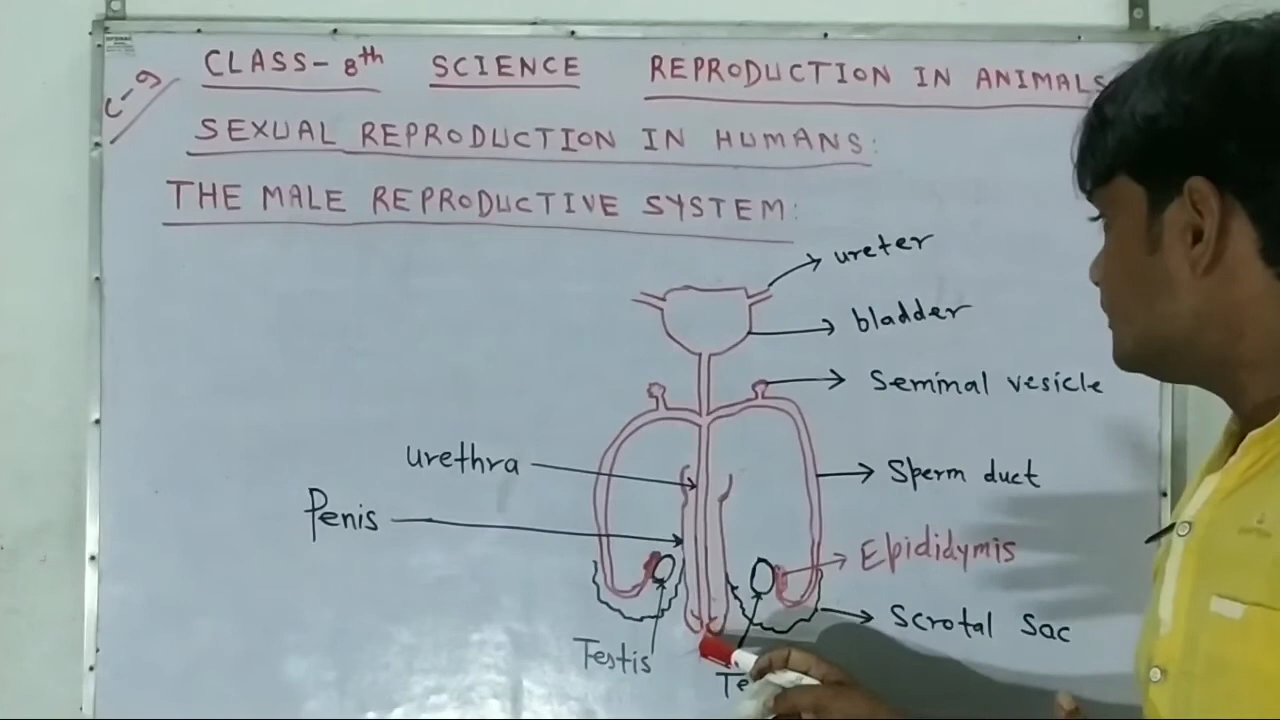 C-9
CLASS-8th SCIENCE REPRODUCTION IN ANIMALS
SEXUAL REPRODUCTION IN HUMANS:
THE MALE REPRODUCTIVE SYSTEM:
ureter
bladder
Seminal vesicle
urethra
Sperm duct
Penis
Epididymis
Scrotal Sac
Testis
Te